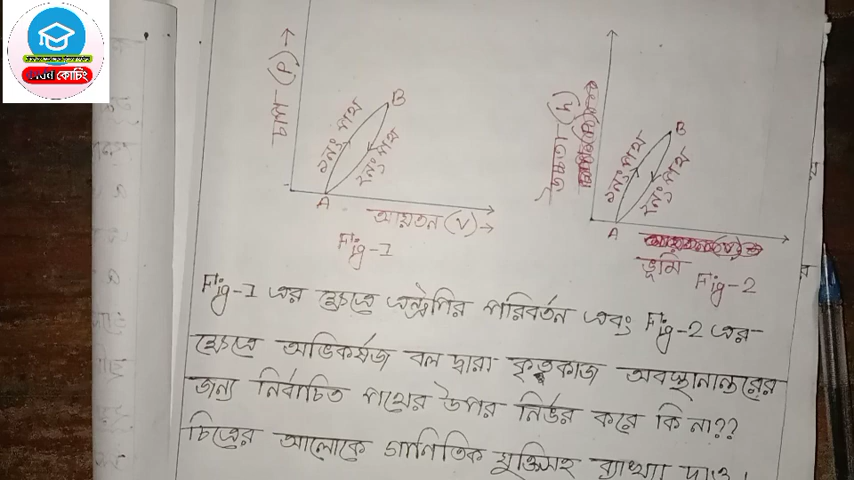 কোচিং
চাপ (P) →
১নং পথ
২নং পথ
B
A
আয়তন (V) →
Fig-1
উচ্চতা (h)
১নং পথ
২নং পথ
B
A
ভূমি
Fig-2
Fig-1 এর ক্ষেত্রে এন্ট্রপির পরিবর্তন এবং Fig-2 এর
ক্ষেত্রে অভিকর্ষজ বল দ্বারা কৃতকাজ অবস্থানান্তরের
জন্য নির্বাচিত পথের উপর নির্ভর করে কি না??
চিত্রের আলোকে গাণিতিক যুক্তিসহ ব্যাখ্যা দাও।